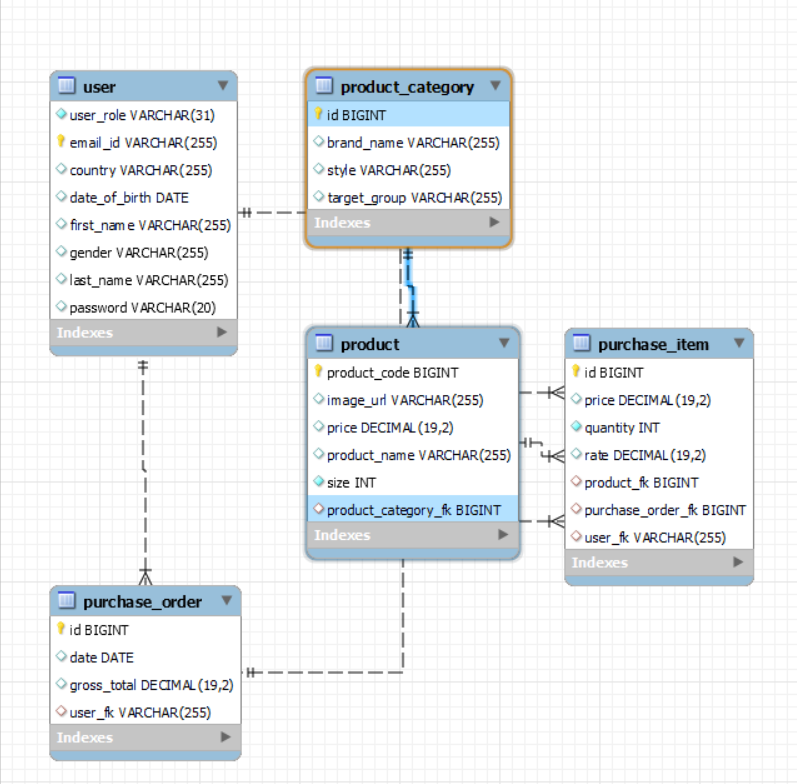 user
user_role VARCHAR(31)
email_id VARCHAR(255)
country VARCHAR(255)
date_of_birth DATE
first_name VARCHAR(255)
gender VARCHAR(255)
last_name VARCHAR(255)
password VARCHAR(20)
Indexes
product_category
id BIGINT
brand_name VARCHAR(255)
style VARCHAR(255)
target_group VARCHAR(255)
Indexes
product
product_code BIGINT
image_url VARCHAR(255)
price DECIMAL(19,2)
product_name VARCHAR(255)
size INT
product_category_fk BIGINT
Indexes
purchase_item
id BIGINT
price DECIMAL(19,2)
quantity INT
rate DECIMAL(19,2)
product_fk BIGINT
purchase_order_fk BIGINT
user_fk VARCHAR(255)
Indexes
purchase_order
id BIGINT
date DATE
gross_total DECIMAL(19,2)
user_fk VARCHAR(255)
Indexes